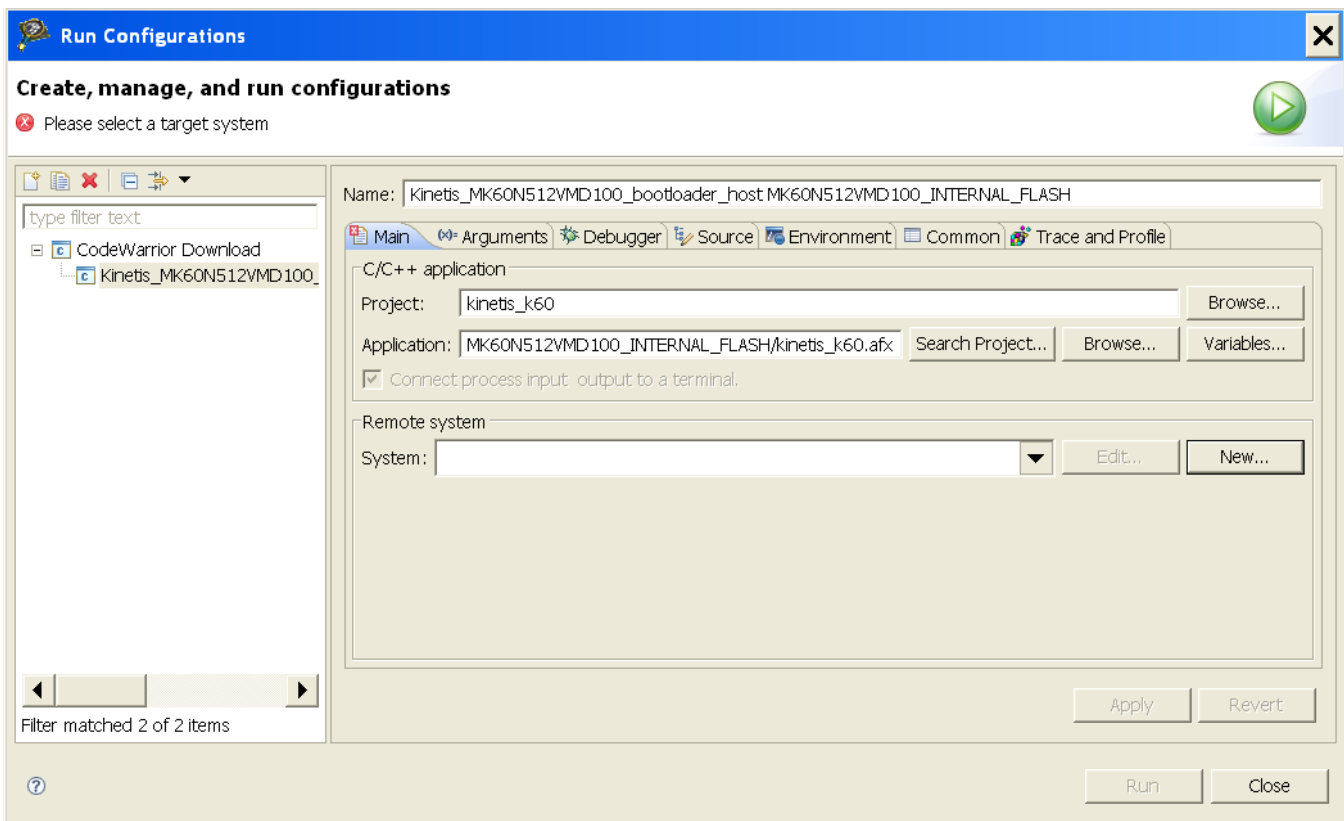 Run Configurations
Create, manage, and run configurations
Please select a target system
type filter text
CodeWarrior Download
Kinetis_MK60N512VMD100_
Filter matched 2 of 2 items
Name: Kinetis_MK60N512VMD100_bootloader_host MK60N512VMD100_INTERNAL_FLASH
Main (x)= Arguments Debugger Source Environment Common Trace and Profile
C/C++ application
Project: kinetis_k60 Browse...
Application: MK60N512VMD100_INTERNAL_FLASH/kinetis_k60.afx Search Project... Browse... Variables...
Connect process input output to a terminal.
Remote system
System: Edit... New...
Apply Revert
Run Close